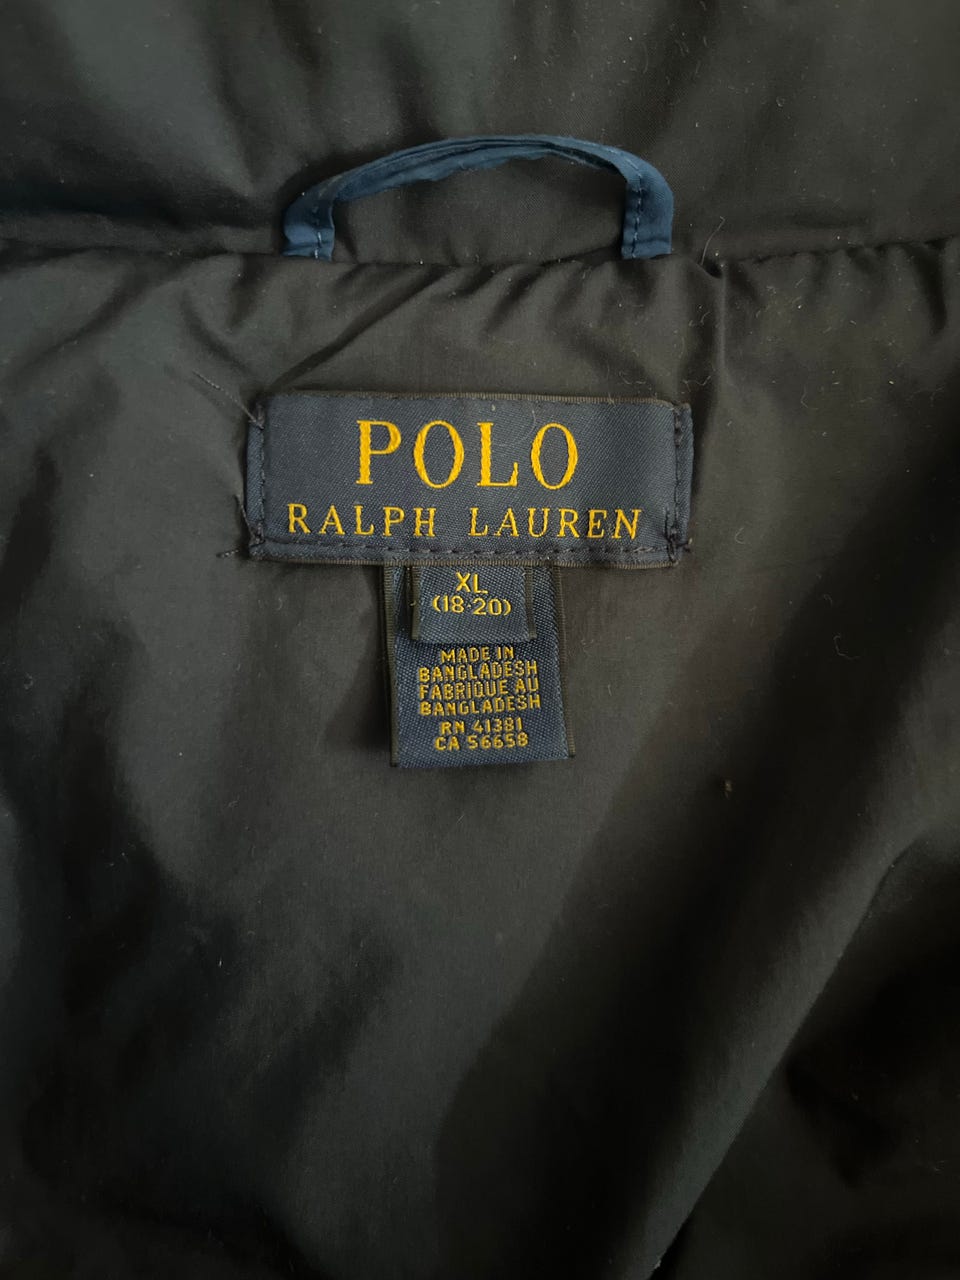 POLO
RALPH LAUREN
XL
(18-20)
MADE IN
BANGLADESH
FABRIQUE AU
BANGLADESH
RN 41381
CA 56658